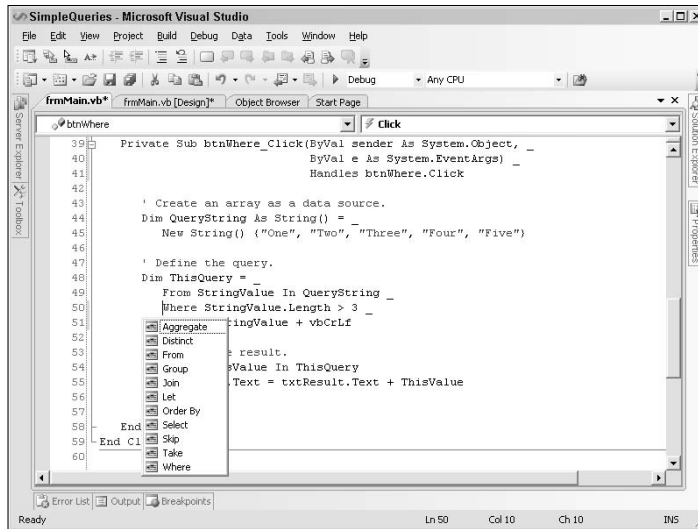 SimpleQueries - Microsoft Visual Studio
File Edit View Project Build Debug Data Tools Window Help
Debug Any CPU
frmMain.vb* frmMain.vb [Design]* Object Browser Start Page
Server Explorer
Toolbox
Solution Explorer
Properties
btnWhere Click
39 Private Sub btnWhere_Click(ByVal sender As System.Object, _
40 ByVal e As System.EventArgs) _
41 Handles btnWhere.Click
42
43 ' Create an array as a data source.
44 Dim QueryString As String() = _
45 New String() {"One", "Two", "Three", "Four", "Five"}
46
47 ' Define the query.
48 Dim ThisQuery = _
49 From StringValue In QueryString _
50 Where StringValue.Length > 3 _
51 ingValue + vbCrLf
52
53 e result.
54 sValue In ThisQuery
55 .Text = txtResult.Text + ThisValue
56
57
58 End
59 End Cl
60
Aggregate
Distinct
From
Group
Join
Let
Order By
Select
Skip
Take
Where
Error List Output Breakpoints
Ready Ln 50 Col 10 Ch 10 INS